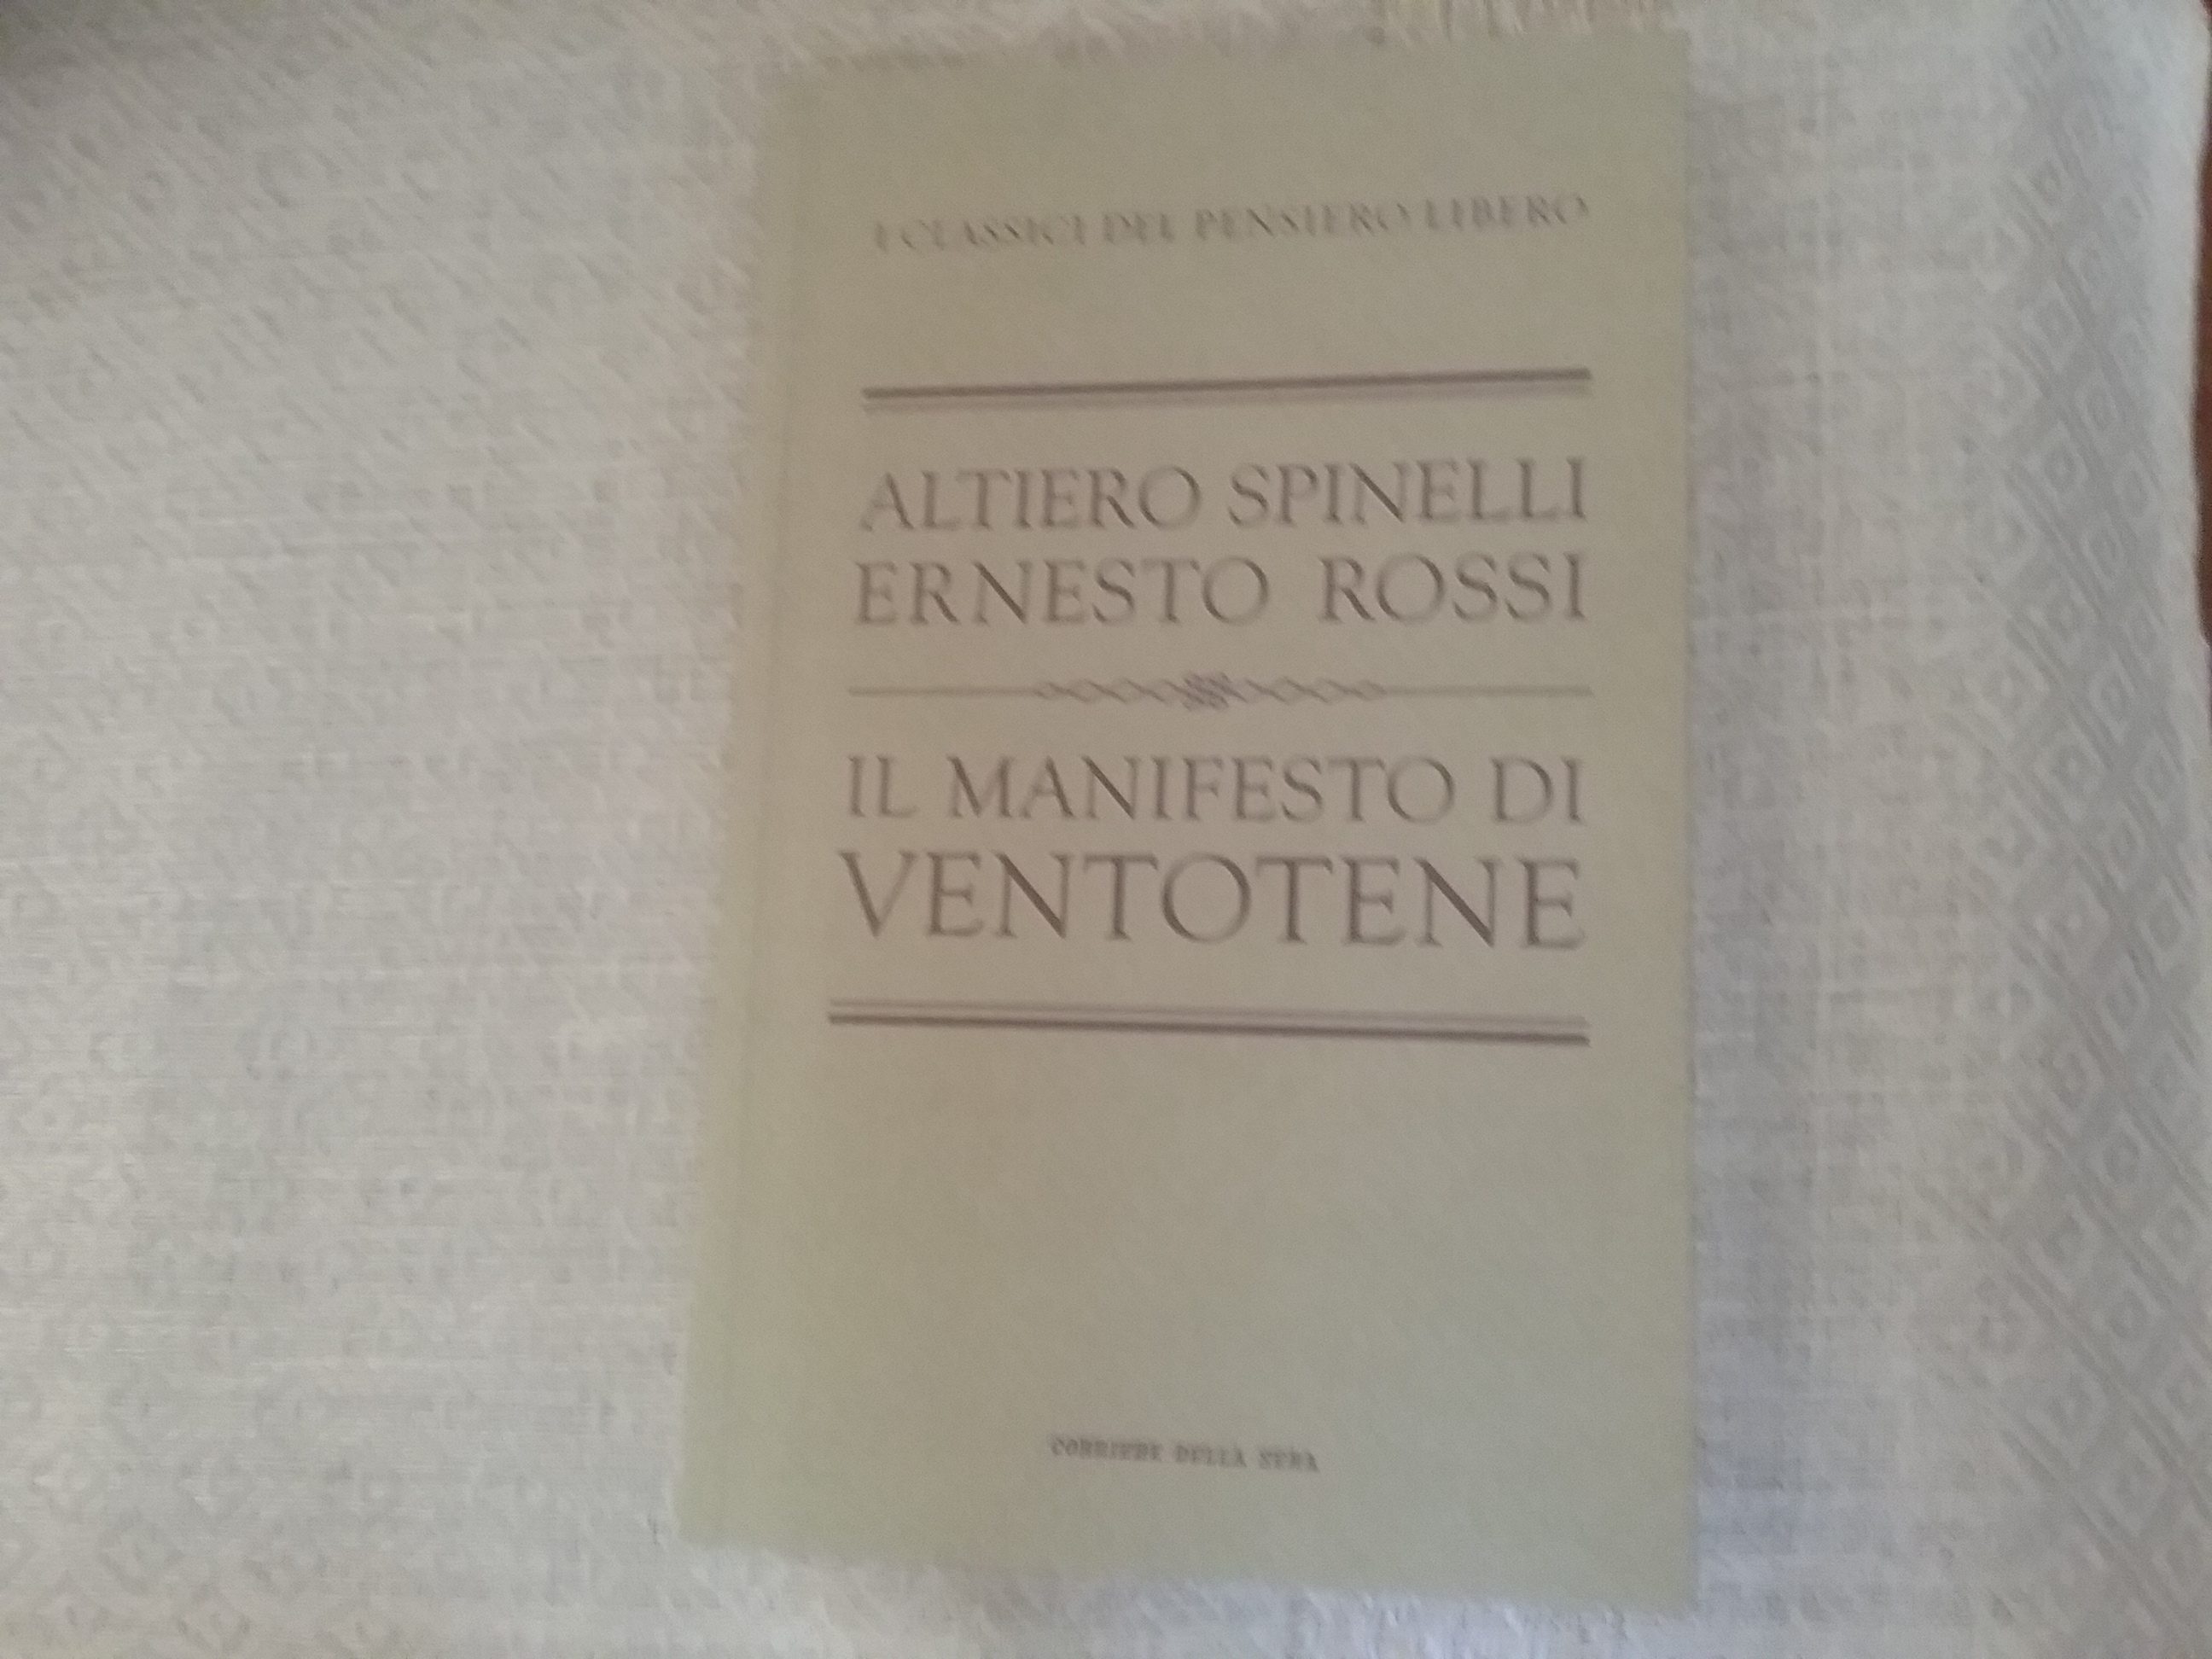 I CLASSICI DEL PENSIERO LIBERO
ALTIERO SPINELLI
ERNESTO ROSSI
IL MANIFESTO DI
VENTOTENE
CORRIERE DELLA SERA